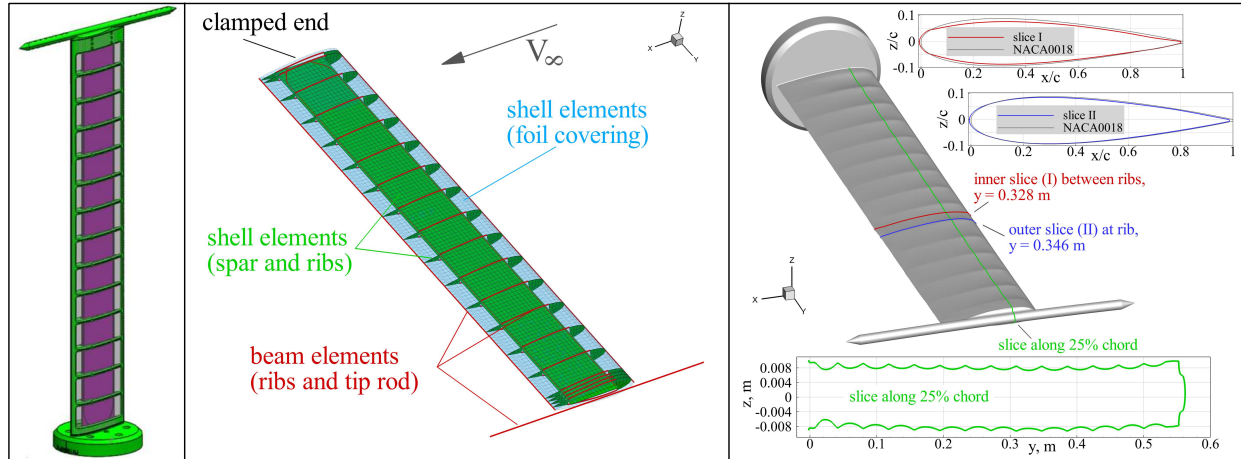 clamped end
V∞
z
x
Y
shell elements
(foil covering)
shell elements
(spar and ribs)
beam elements
(ribs and tip rod)
0.1
z/c
0
-0.1
slice I
NACA0018
0 0.2 0.4 0.6 0.8 1
x/c
0.1
z/c
0
-0.1
slice II
NACA0018
0 0.2 0.4 0.6 0.8 1
x/c
inner slice (I) between ribs,
y = 0.328 m
outer slice (II) at rib,
y = 0.346 m
Z
X
Y
slice along 25% chord
z, m
0.008
0.004
0
-0.004
-0.008
slice along 25% chord
0 0.1 0.2 0.3 0.4 0.5 0.6
y, m